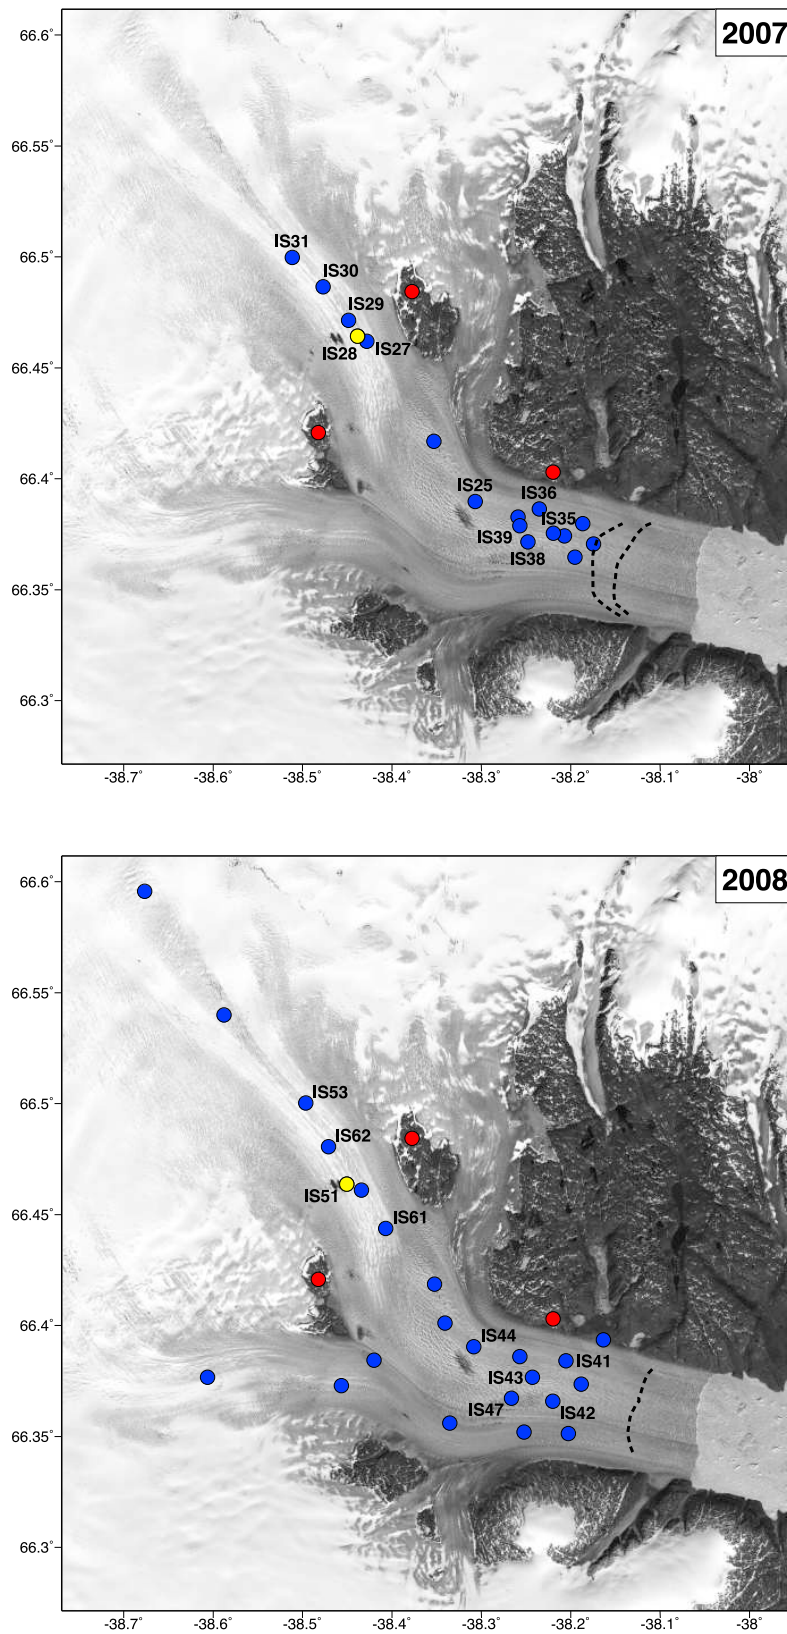 2007
66.6°
66.55°
66.5°
66.45°
66.4°
66.35°
66.3°
IS31
IS30
IS29
IS28
IS27
IS25
IS36
IS39
IS35
IS38
-38.7°
-38.6°
-38.5°
-38.4°
-38.3°
-38.2°
-38.1°
-38°
2008
66.6°
66.55°
66.5°
66.45°
66.4°
66.35°
66.3°
IS53
IS62
IS51
IS61
IS44
IS41
IS43
IS47
IS42
-38.7°
-38.6°
-38.5°
-38.4°
-38.3°
-38.2°
-38.1°
-38°